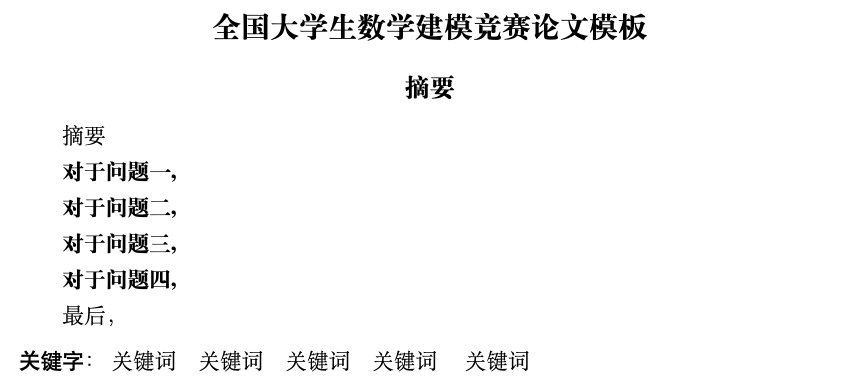 全国大学生数学建模竞赛论文模板
摘要
摘要
对于问题一,
对于问题二,
对于问题三,
对于问题四,
最后，
关键字： 关键词 关键词 关键词 关键词 关键词